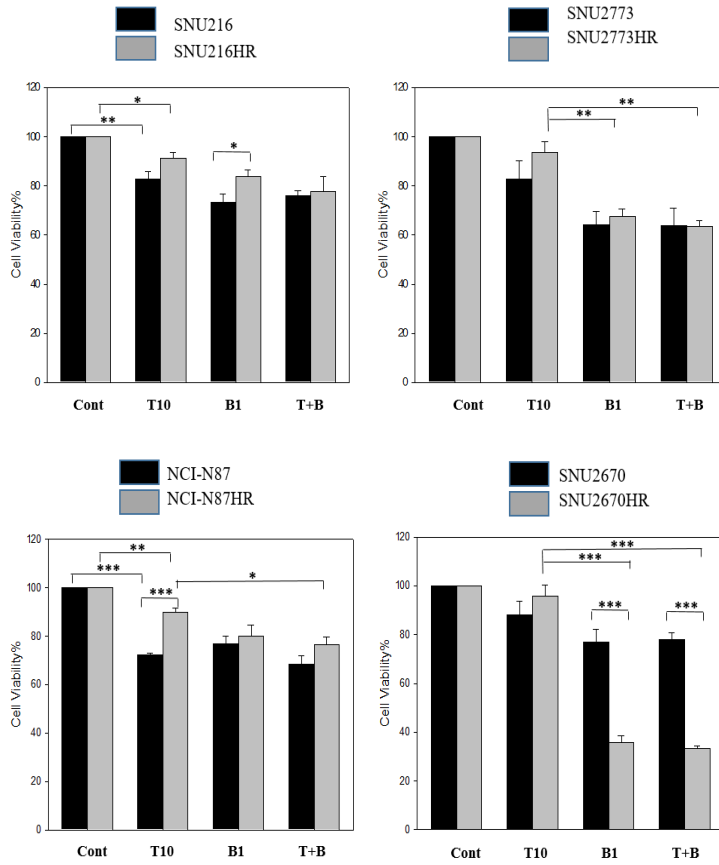 SNU216
SNU216HR
120
100
80
60
40
20
0
Cell Viability%
*
**
*
Cont T10 B1 T+B
SNU2773
SNU2773HR
120
100
80
60
40
20
0
Cell Viability%
**
**
Cont T10 B1 T+B
NCI-N87
NCI-N87HR
120
100
80
60
40
20
0
Cell Viability%
**
***
***
*
Cont T10 B1 T+B
SNU2670
SNU2670HR
120
100
80
60
40
20
0
Cell Viability%
***
***
***
***
Cont T10 B1 T+B